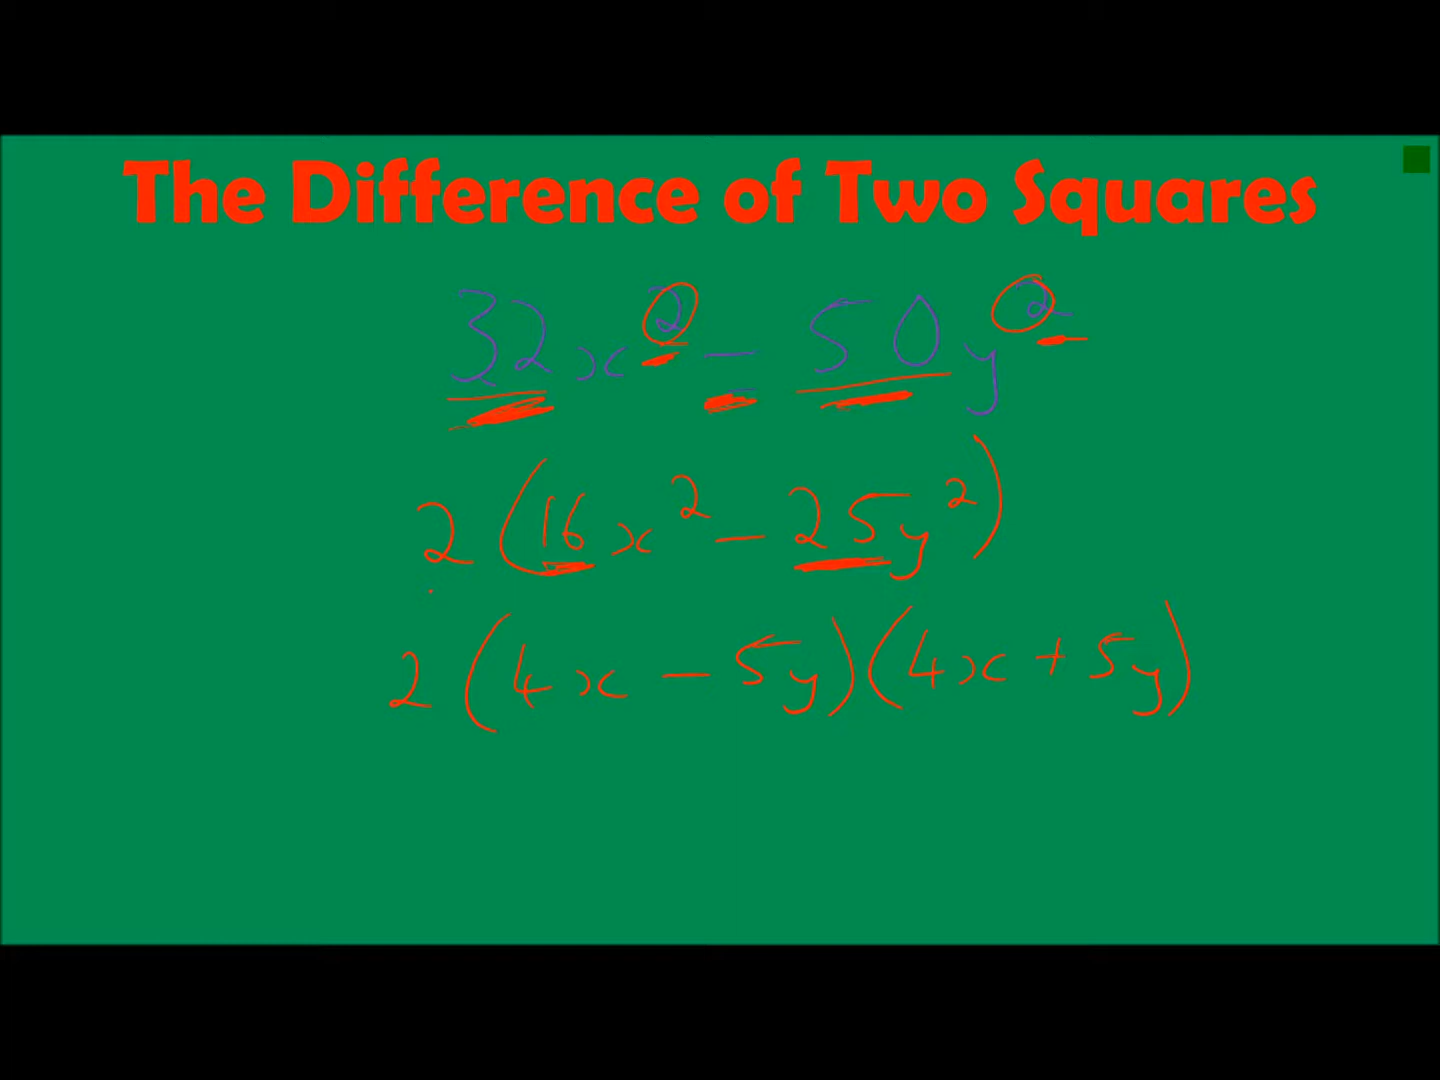 The Difference of Two Squares
32x² - 50y²
2(16x² - 25y²)
2(4x - 5y)(4x + 5y)